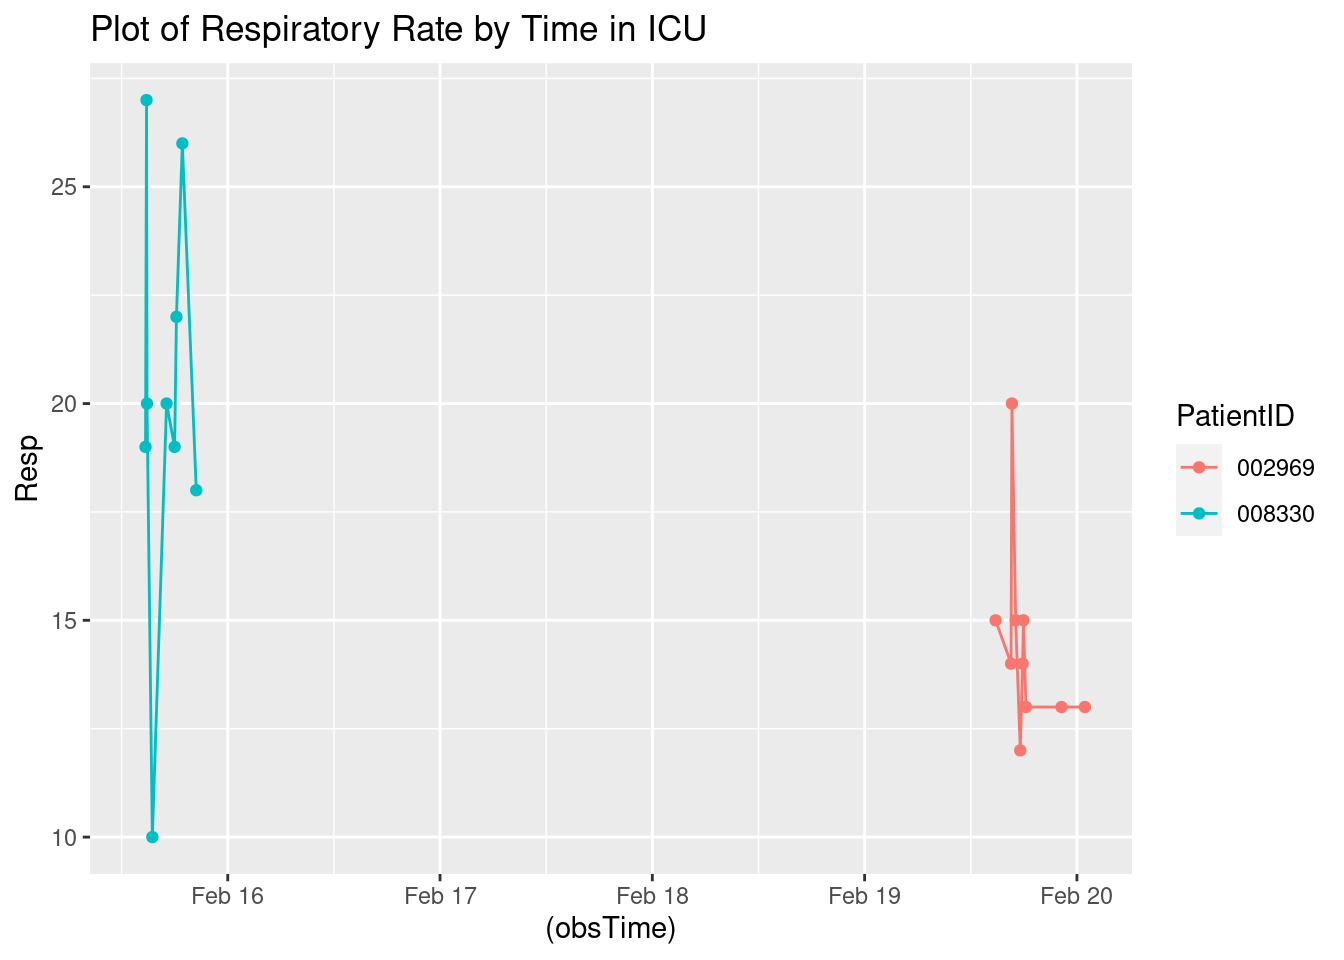 Plot of Respiratory Rate by Time in ICU
25
20
15
10
Resp
Feb 16
Feb 17
Feb 18
Feb 19
Feb 20
(obsTime)
PatientID
002969
008330